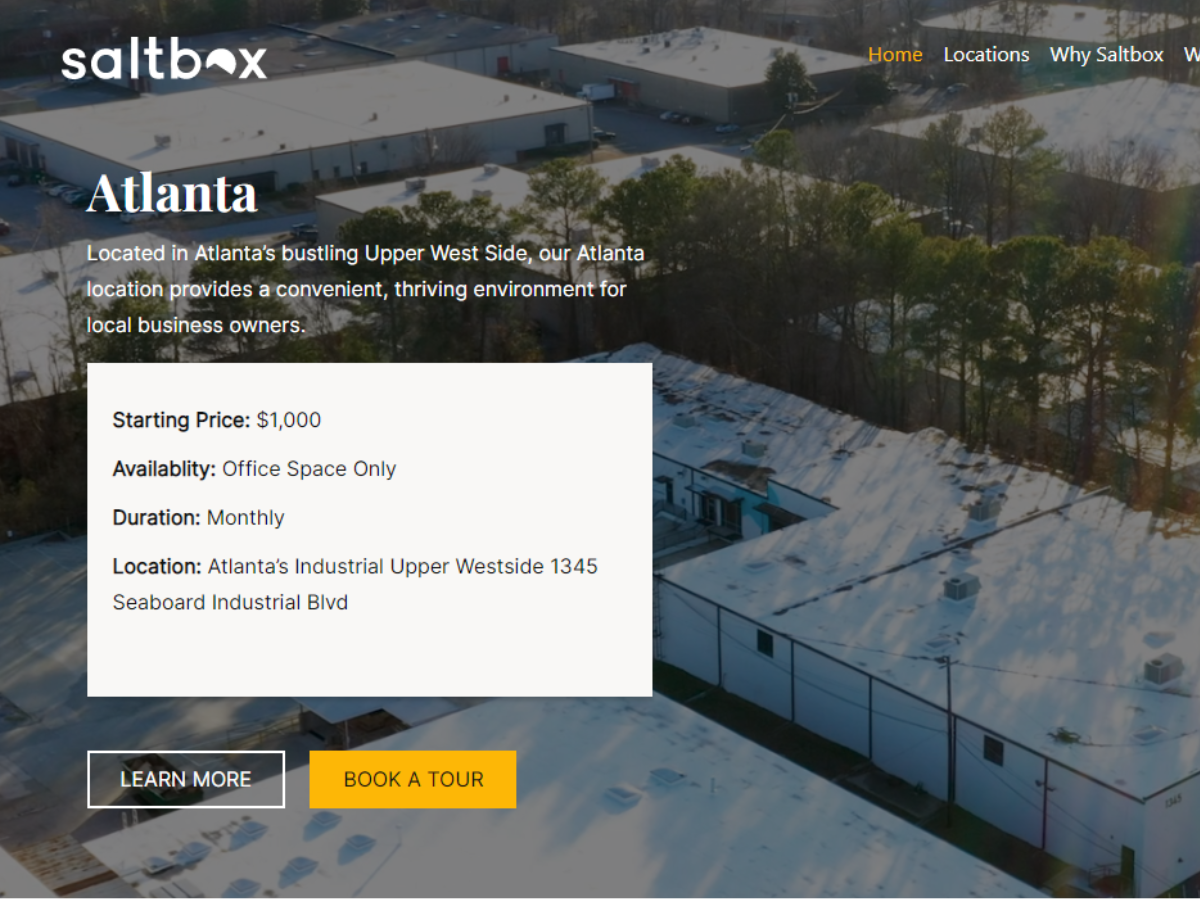 saltbox
Home Locations Why Saltbox W
Atlanta
Located in Atlanta's bustling Upper West Side, our Atlanta
location provides a convenient, thriving environment for
local business owners.
Starting Price: $1,000
Availablity: Office Space Only
Duration: Monthly
Location: Atlanta's Industrial Upper Westside 1345
Seaboard Industrial Blvd
LEARN MORE
BOOK A TOUR
1345